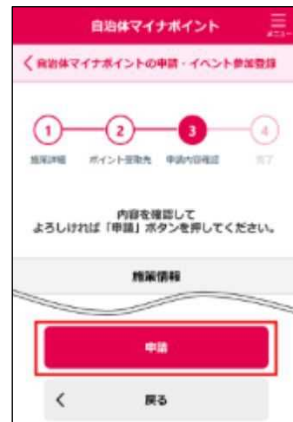 自治体マイナポイント
メニュー
自治体マイナポイントの申請・イベント参加登録
1
2
3
4
施策詳細
ポイント受取先
申請内容確認
完了
内容を確認して
よろしければ「申請」ボタンを押してください。
施策情報
申請
戻る